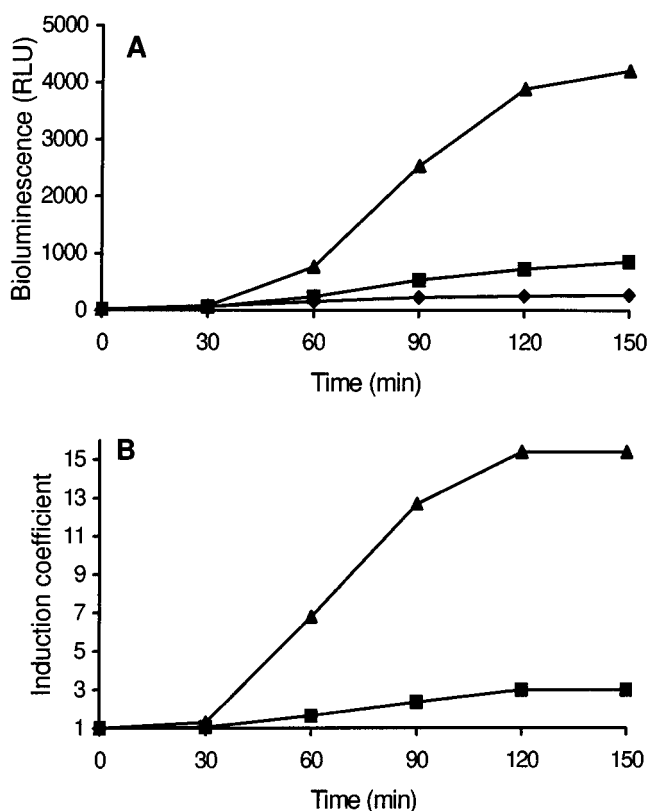 A
Bioluminescence (RLU)
5000
4000
3000
2000
1000
0
0 30 60 90 120 150
Time (min)
B
Induction coefficient
15
13
11
9
7
5
3
1
0 30 60 90 120 150
Time (min)